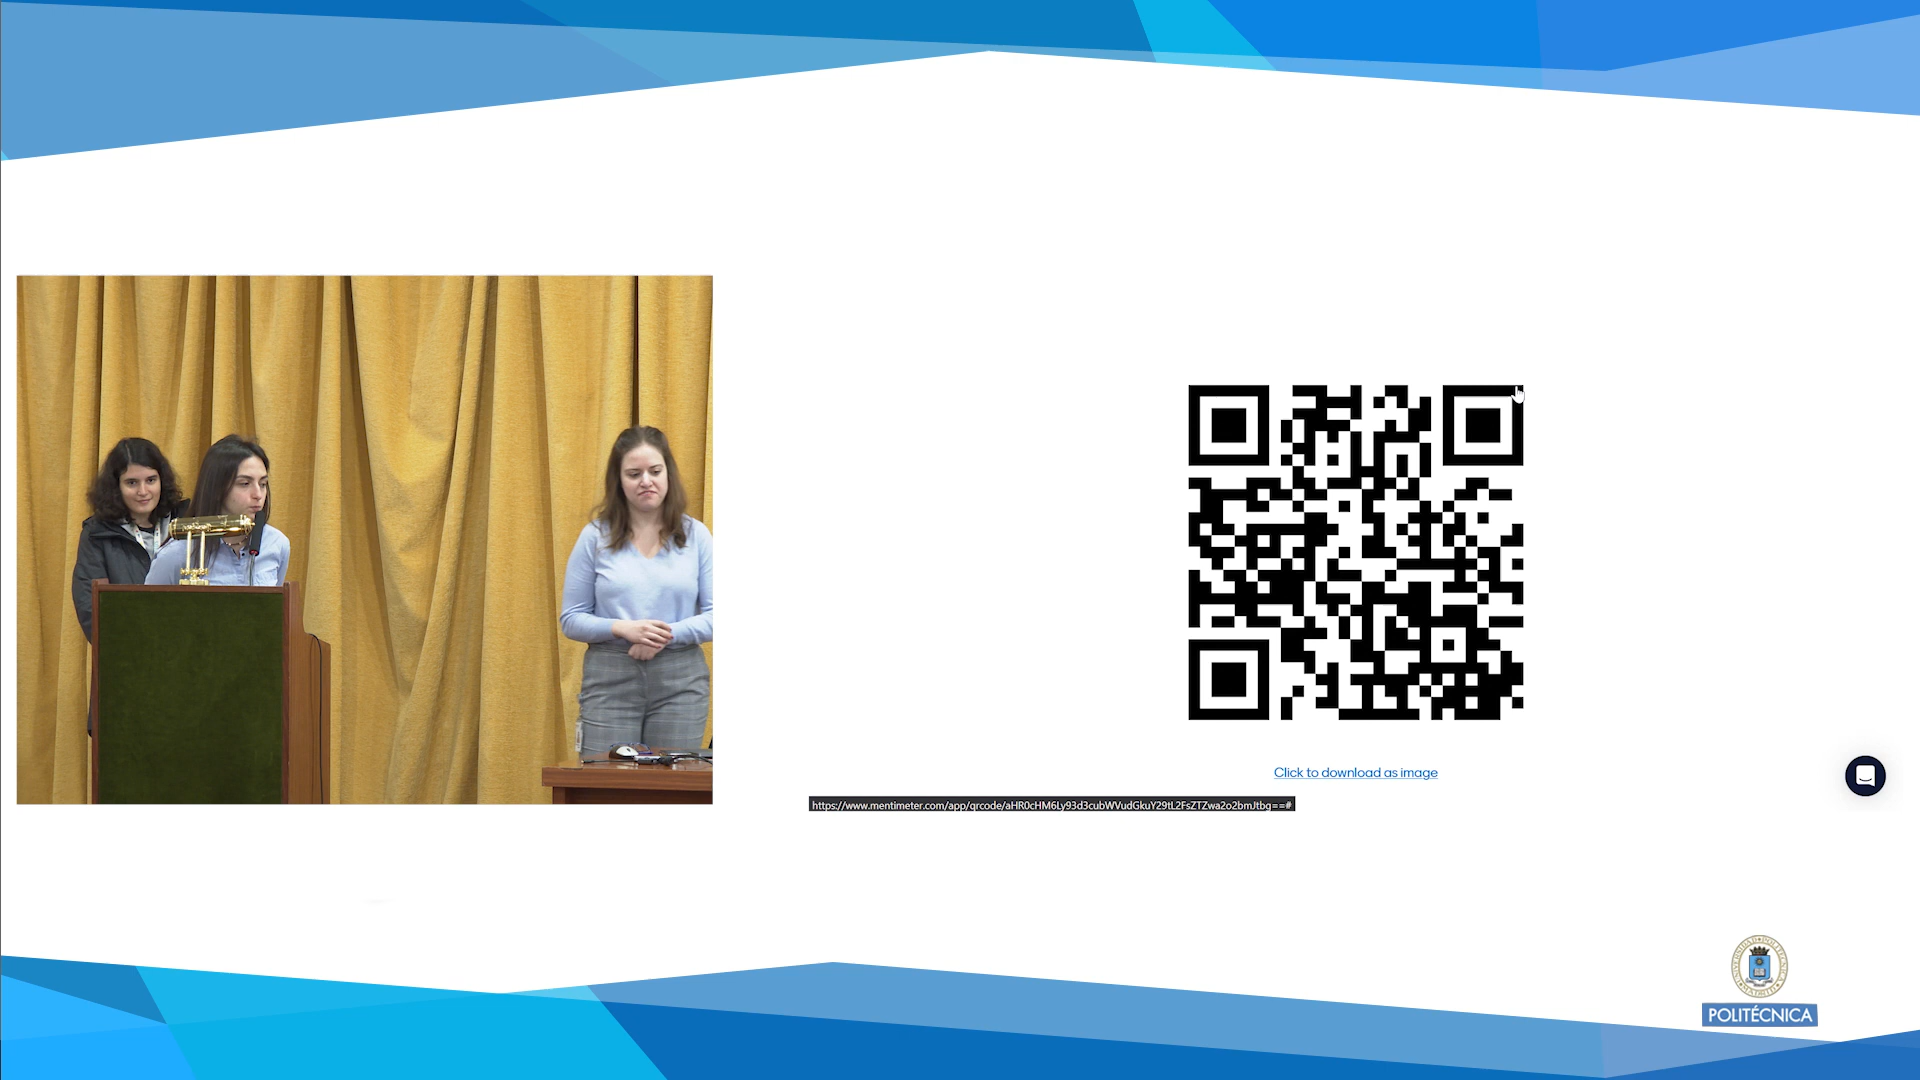 Click to download as image
https://www.mentimeter.com/app/qrcode/aHR0cHM6Ly93d3cubWVudGkuY29tL2FsZTZwa2o2bmJtbg==#
POLITÉCNICA